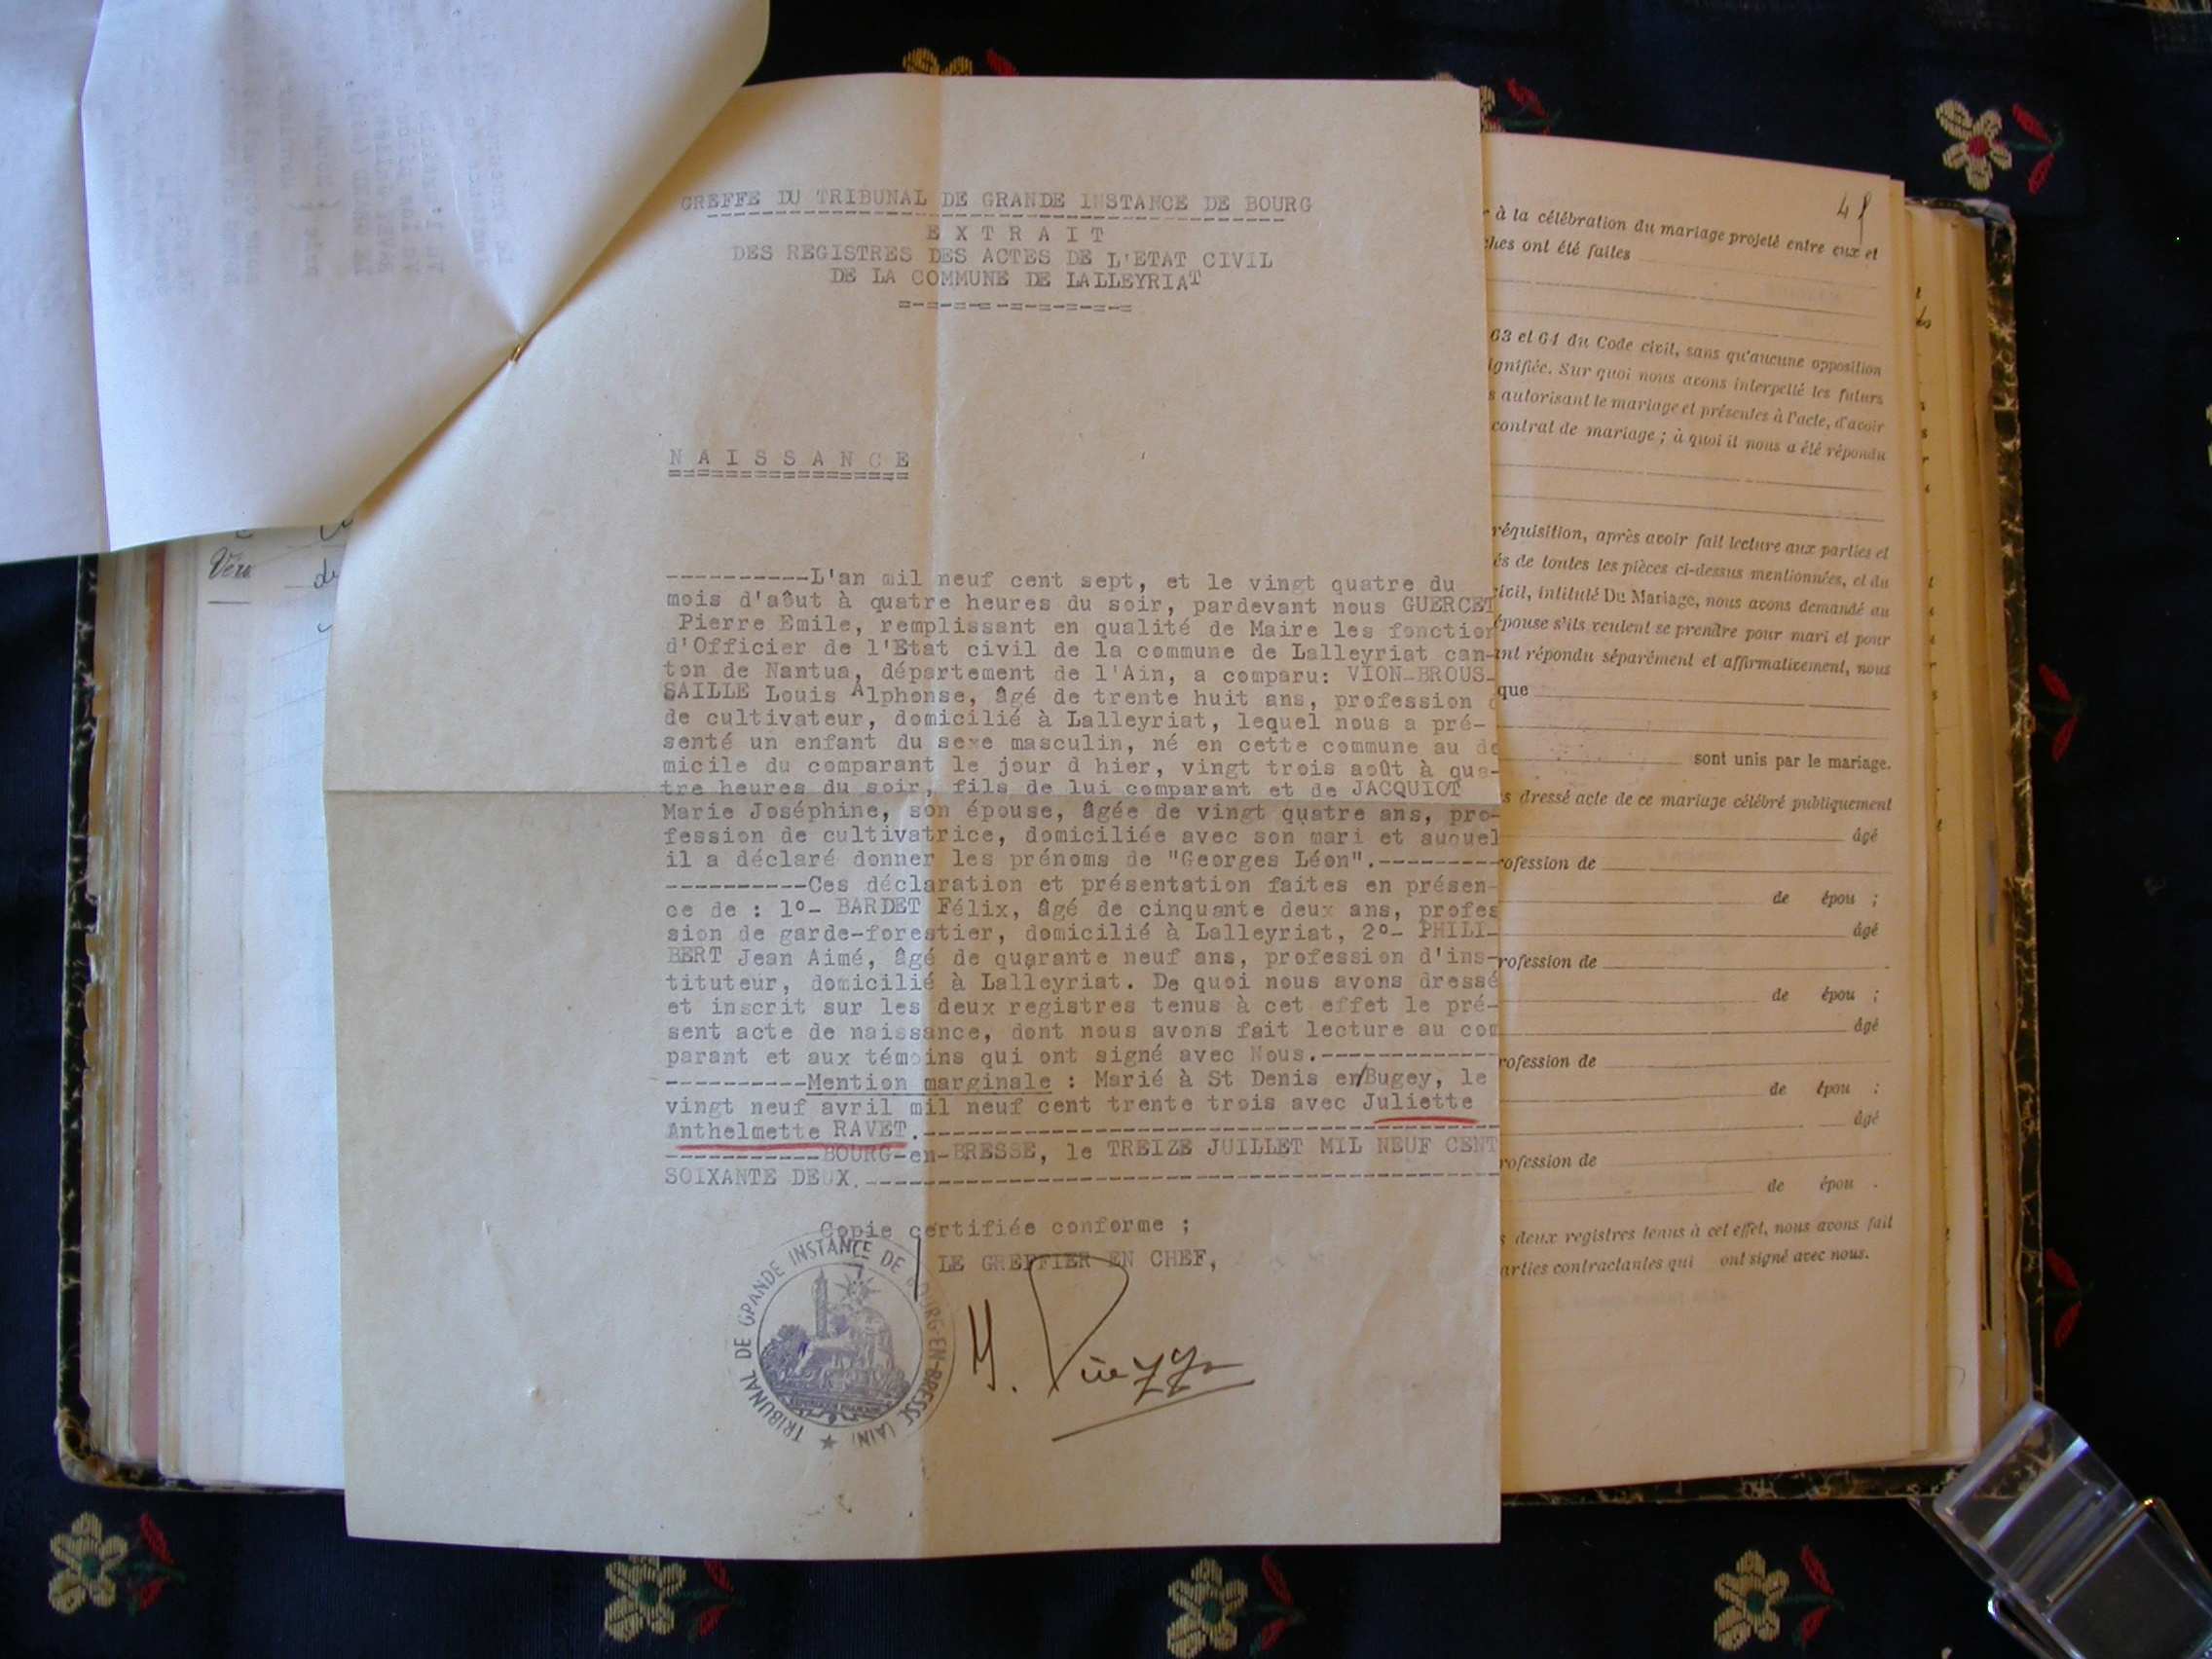 GREFFE DU TRIBUNAL DE GRANDE INSTANCE DE BOURG
E X T R A I T
DES REGISTRES DES ACTES DE L'ETAT CIVIL
DE LA COMMUNE DE LALLEYRIAT
N A I S S A N C E
----------L'an mil neuf cent sept, et le vingt quatre du
mois d'aôut à quatre heures du soir, pardevant nous GUERCET
Pierre Emile, remplissant en qualité de Maire les fonction
d'Officier de l'Etat civil de la commune de Lalleyriat can-
ton de Nantua, département de l'Ain, a comparu: VION-BROUS-
SAILLE Louis Alphonse, âgé de trente huit ans, profession
de cultivateur, domicilié à Lalleyriat, lequel nous a pré-
senté un enfant du sexe masculin, né en cette commune au do
micile du comparant le jour d hier, vingt trois août à qua-
tre heures du soir, fils de lui comparant et de JACQUIOT
Marie Joséphine, son épouse, âgée de vingt quatre ans, pro-
fession de cultivatrice, domiciliée avec son mari et auquel
il a déclaré donner les prénoms de "Georges Léon".---------
----------Ces déclaration et présentation faites en présen-
ce de : 1°- BARDET Félix, âgé de cinquante deux ans, profes
sion de garde-forestier, domicilié à Lalleyriat, 2°- PHILI-
BERT Jean Aimé, âgé de quarante neuf ans, profession d'ins-
tituteur, domicilié à Lalleyriat. De quoi nous avons dressé
et inscrit sur les deux registres tenus à cet effet le pré-
sent acte de naissance, dont nous avons fait lecture au com
parant et aux témoins qui ont signé avec Nous.-------------
----------Mention marginale : Marié à St Denis en/Bugey, le
vingt neuf avril mil neuf cent trente trois avec Juliette
Anthelmette RAVET.-----------------------------------------
-----------BOURG-en-BRESSE, le TREIZE JUILLET MIL NEUF CENT
SOIXANTE DEUX.---------------------------------------------
Copie certifiée conforme ;
LE GREFFIER EN CHEF,
TRIBUNAL DE GRANDE INSTANCE DE BOURG-EN-BRESSE (AIN) ★
à la célébration du mariage projeté entre eux et
ches ont été faites
63 et 64 du Code civil, sans qu'aucune opposition
ignifiée. Sur quoi nous avons interpellé les futurs
s autorisant le mariage et présentes à l'acte, d'avoir
contrat de mariage ; à quoi il nous a été répondu
réquisition, après avoir fait lecture aux parties et
és de toutes les pièces ci-dessus mentionnées, et du
ivil, intitulé Du Mariage, nous avons demandé au
épouse s'ils veulent se prendre pour mari et pour
ant répondu séparément et affirmativement, nous
que
sont unis par le mariage.
s dressé acte de ce mariage célébré publiquement
âgé
rofession de
de épou ;
âgé
rofession de
de épou ;
âgé
rofession de
de épou ;
âgé
rofession de
de épou .
s deux registres tenus à cet effet, nous avons fait
arties contractantes qui ont signé avec nous.